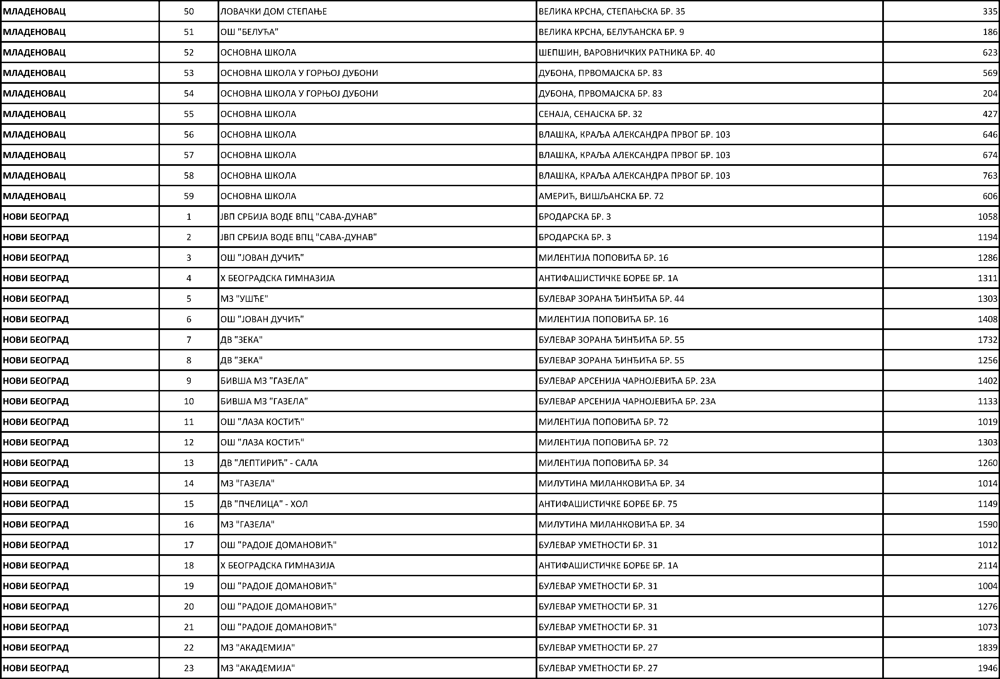 МЛАДЕНОВАЦ 50 ЛОВАЧКИ ДОМ СТЕПАЊЕ ВЕЛИКА КРСНА, СТЕПАЊСКА БР. 35 335
МЛАДЕНОВАЦ 51 ОШ "БЕЛУЋА" ВЕЛИКА КРСНА, БЕЛУЋАНСКА БР. 9 186
МЛАДЕНОВАЦ 52 ОСНОВНА ШКОЛА ШЕПШИН, ВАРОВНИЧКИХ РАТНИКА БР. 40 623
МЛАДЕНОВАЦ 53 ОСНОВНА ШКОЛА У ГОРЊОЈ ДУБОНИ ДУБОНА, ПРВОМАЈСКА БР. 83 569
МЛАДЕНОВАЦ 54 ОСНОВНА ШКОЛА У ГОРЊОЈ ДУБОНИ ДУБОНА, ПРВОМАЈСКА БР. 83 204
МЛАДЕНОВАЦ 55 ОСНОВНА ШКОЛА СЕНАЈА, СЕНАЈСКА БР. 32 427
МЛАДЕНОВАЦ 56 ОСНОВНА ШКОЛА ВЛАШКА, КРАЉА АЛЕКСАНДРА ПРВОГ БР. 103 646
МЛАДЕНОВАЦ 57 ОСНОВНА ШКОЛА ВЛАШКА, КРАЉА АЛЕКСАНДРА ПРВОГ БР. 103 674
МЛАДЕНОВАЦ 58 ОСНОВНА ШКОЛА ВЛАШКА, КРАЉА АЛЕКСАНДРА ПРВОГ БР. 103 763
МЛАДЕНОВАЦ 59 ОСНОВНА ШКОЛА АМЕРИЋ, ВИШЉАНСКА БР. 72 606
НОВИ БЕОГРАД 1 ЈВП СРБИЈА ВОДЕ ВПЦ "САВА-ДУНАВ" БРОДАРСКА БР. 3 1058
НОВИ БЕОГРАД 2 ЈВП СРБИЈА ВОДЕ ВПЦ "САВА-ДУНАВ" БРОДАРСКА БР. 3 1194
НОВИ БЕОГРАД 3 ОШ "ЈОВАН ДУЧИЋ" МИЛЕНТИЈА ПОПОВИЋА БР. 16 1286
НОВИ БЕОГРАД 4 X БЕОГРАДСКА ГИМНАЗИЈА АНТИФАШИСТИЧКЕ БОРБЕ БР. 1А 1311
НОВИ БЕОГРАД 5 МЗ "УШЋЕ" БУЛЕВАР ЗОРАНА ЂИНЂИЋА БР. 44 1303
НОВИ БЕОГРАД 6 ОШ "ЈОВАН ДУЧИЋ" МИЛЕНТИЈА ПОПОВИЋА БР. 16 1408
НОВИ БЕОГРАД 7 ДВ "ЗЕКА" БУЛЕВАР ЗОРАНА ЂИНЂИЋА БР. 55 1732
НОВИ БЕОГРАД 8 ДВ "ЗЕКА" БУЛЕВАР ЗОРАНА ЂИНЂИЋА БР. 55 1256
НОВИ БЕОГРАД 9 БИВША МЗ "ГАЗЕЛА" БУЛЕВАР АРСЕНИЈА ЧАРНОЈЕВИЋА БР. 23А 1402
НОВИ БЕОГРАД 10 БИВША МЗ "ГАЗЕЛА" БУЛЕВАР АРСЕНИЈА ЧАРНОЈЕВИЋА БР. 23А 1133
НОВИ БЕОГРАД 11 ОШ "ЛАЗА КОСТИЋ" МИЛЕНТИЈА ПОПОВИЋА БР. 72 1019
НОВИ БЕОГРАД 12 ОШ "ЛАЗА КОСТИЋ" МИЛЕНТИЈА ПОПОВИЋА БР. 72 1303
НОВИ БЕОГРАД 13 ДВ "ЛЕПТИРИЋ" - САЛА МИЛЕНТИЈА ПОПОВИЋА БР. 34 1260
НОВИ БЕОГРАД 14 МЗ "ГАЗЕЛА" МИЛУТИНА МИЛАНКОВИЋА БР. 34 1014
НОВИ БЕОГРАД 15 ДВ "ПЧЕЛИЦА" - ХОЛ АНТИФАШИСТИЧКЕ БОРБЕ БР. 75 1149
НОВИ БЕОГРАД 16 МЗ "ГАЗЕЛА" МИЛУТИНА МИЛАНКОВИЋА БР. 34 1590
НОВИ БЕОГРАД 17 ОШ "РАДОЈЕ ДОМАНОВИЋ" БУЛЕВАР УМЕТНОСТИ БР. 31 1012
НОВИ БЕОГРАД 18 X БЕОГРАДСКА ГИМНАЗИЈА АНТИФАШИСТИЧКЕ БОРБЕ БР. 1А 2114
НОВИ БЕОГРАД 19 ОШ "РАДОЈЕ ДОМАНОВИЋ" БУЛЕВАР УМЕТНОСТИ БР. 31 1004
НОВИ БЕОГРАД 20 ОШ "РАДОЈЕ ДОМАНОВИЋ" БУЛЕВАР УМЕТНОСТИ БР. 31 1276
НОВИ БЕОГРАД 21 ОШ "РАДОЈЕ ДОМАНОВИЋ" БУЛЕВАР УМЕТНОСТИ БР. 31 1073
НОВИ БЕОГРАД 22 МЗ "АКАДЕМИЈА" БУЛЕВАР УМЕТНОСТИ БР. 27 1839
НОВИ БЕОГРАД 23 МЗ "АКАДЕМИЈА" БУЛЕВАР УМЕТНОСТИ БР. 27 1946